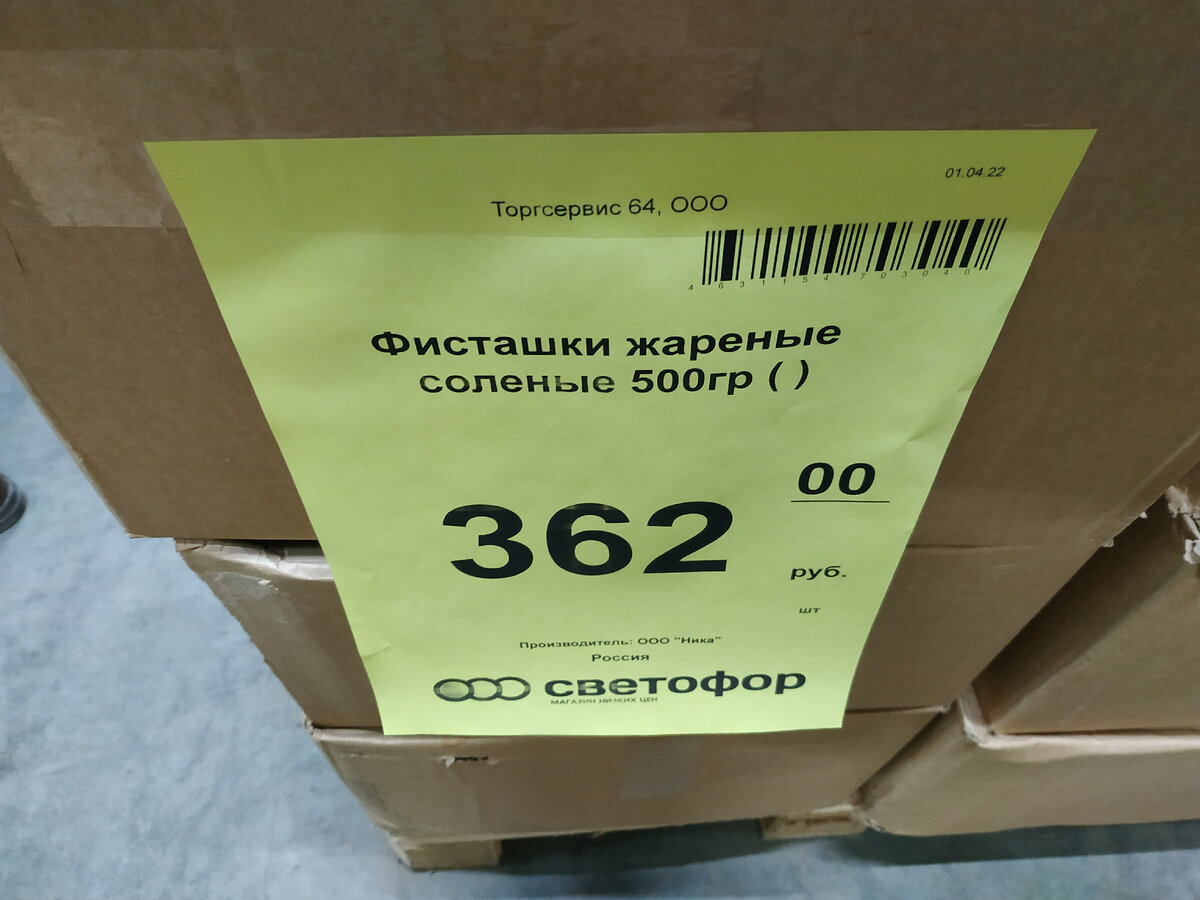 01.04.22
Торгсервис 64, ООО
4631154703040
Фисташки жареные
соленые 500гр ( )
362 00
руб.
шт
Производитель: ООО "Ника"
Россия
светофор
МАГАЗИН НИЗКИХ ЦЕН